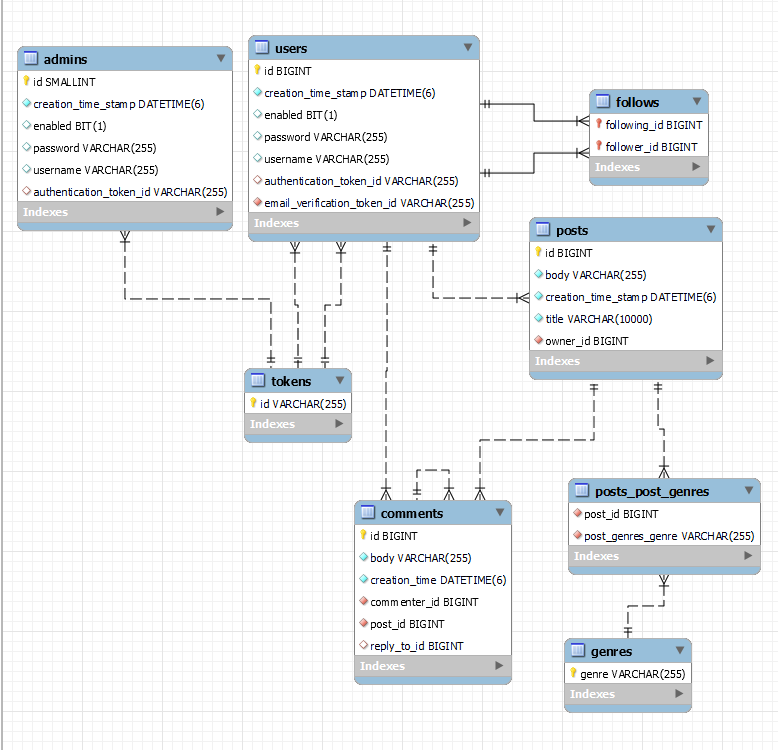 admins
id SMALLINT
creation_time_stamp DATETIME(6)
enabled BIT(1)
password VARCHAR(255)
username VARCHAR(255)
authentication_token_id VARCHAR(255)
Indexes
users
id BIGINT
creation_time_stamp DATETIME(6)
enabled BIT(1)
password VARCHAR(255)
username VARCHAR(255)
authentication_token_id VARCHAR(255)
email_verification_token_id VARCHAR(255)
Indexes
follows
following_id BIGINT
follower_id BIGINT
Indexes
posts
id BIGINT
body VARCHAR(255)
creation_time_stamp DATETIME(6)
title VARCHAR(10000)
owner_id BIGINT
Indexes
tokens
id VARCHAR(255)
Indexes
comments
id BIGINT
body VARCHAR(255)
creation_time DATETIME(6)
commenter_id BIGINT
post_id BIGINT
reply_to_id BIGINT
Indexes
posts_post_genres
post_id BIGINT
post_genres_genre VARCHAR(255)
Indexes
genres
genre VARCHAR(255)
Indexes